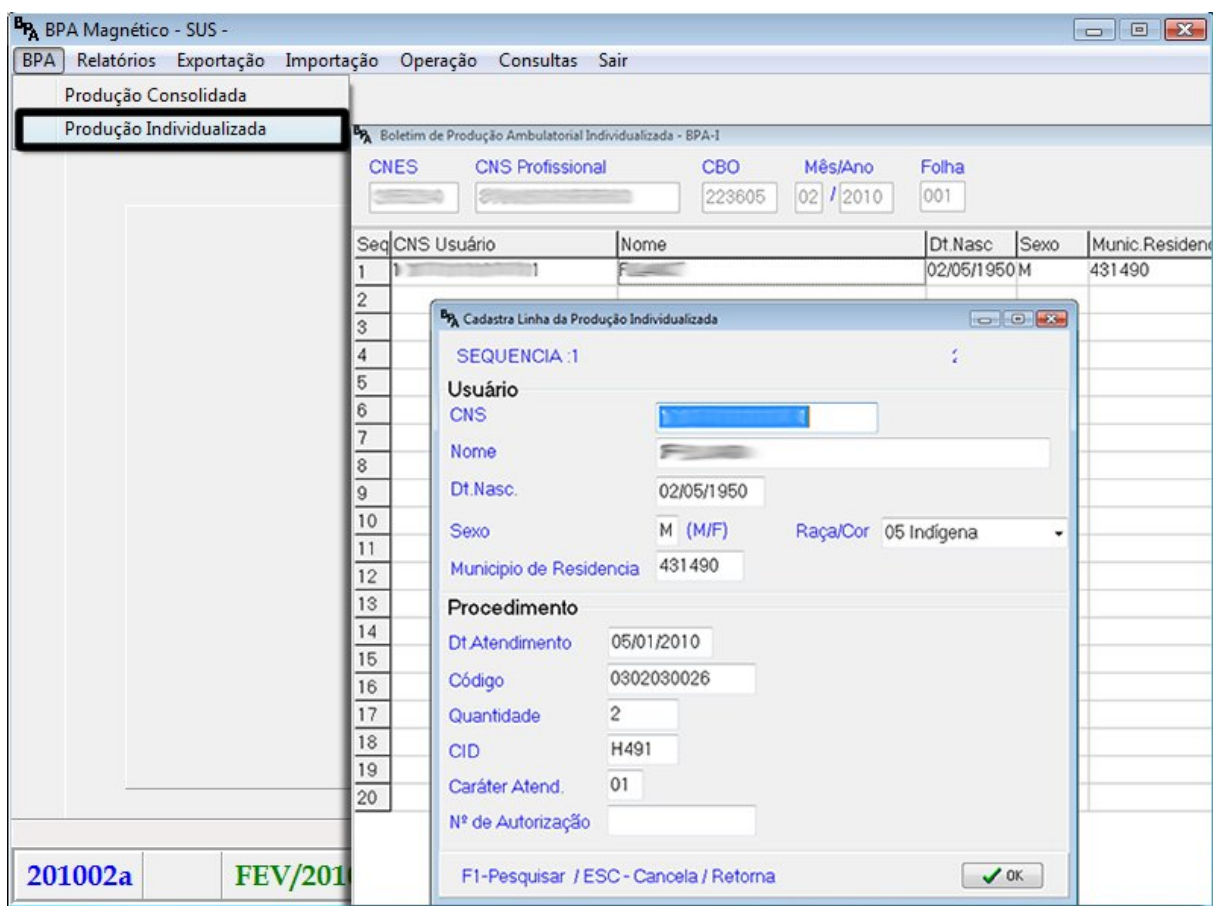 BPA BPA Magnético - SUS -
BPA Relatórios Exportação Importação Operação Consultas Sair
Produção Consolidada
Produção Individualizada
BPA Boletim de Produção Ambulatorial Individualizada - BPA-I
CNES CNS Profissional CBO Mês/Ano Folha
223605 02 / 2010 001
Seq CNS Usuário Nome Dt.Nasc Sexo Munic.Residen
1 02/05/1950 M 431490
2
3
4
5
6
7
8
9
10
11
12
13
14
15
16
17
18
19
20
BPA Cadastra Linha da Produção Individualizada
SEQUENCIA :1
Usuário
CNS
Nome
Dt.Nasc. 02/05/1950
Sexo M (M/F) Raça/Cor 05 Indígena
Municipio de Residencia 431490
Procedimento
Dt.Atendimento 05/01/2010
Código 0302030026
Quantidade 2
CID H491
Caráter Atend. 01
Nº de Autorização
F1-Pesquisar / ESC - Cancela / Retorna OK
201002a FEV/201